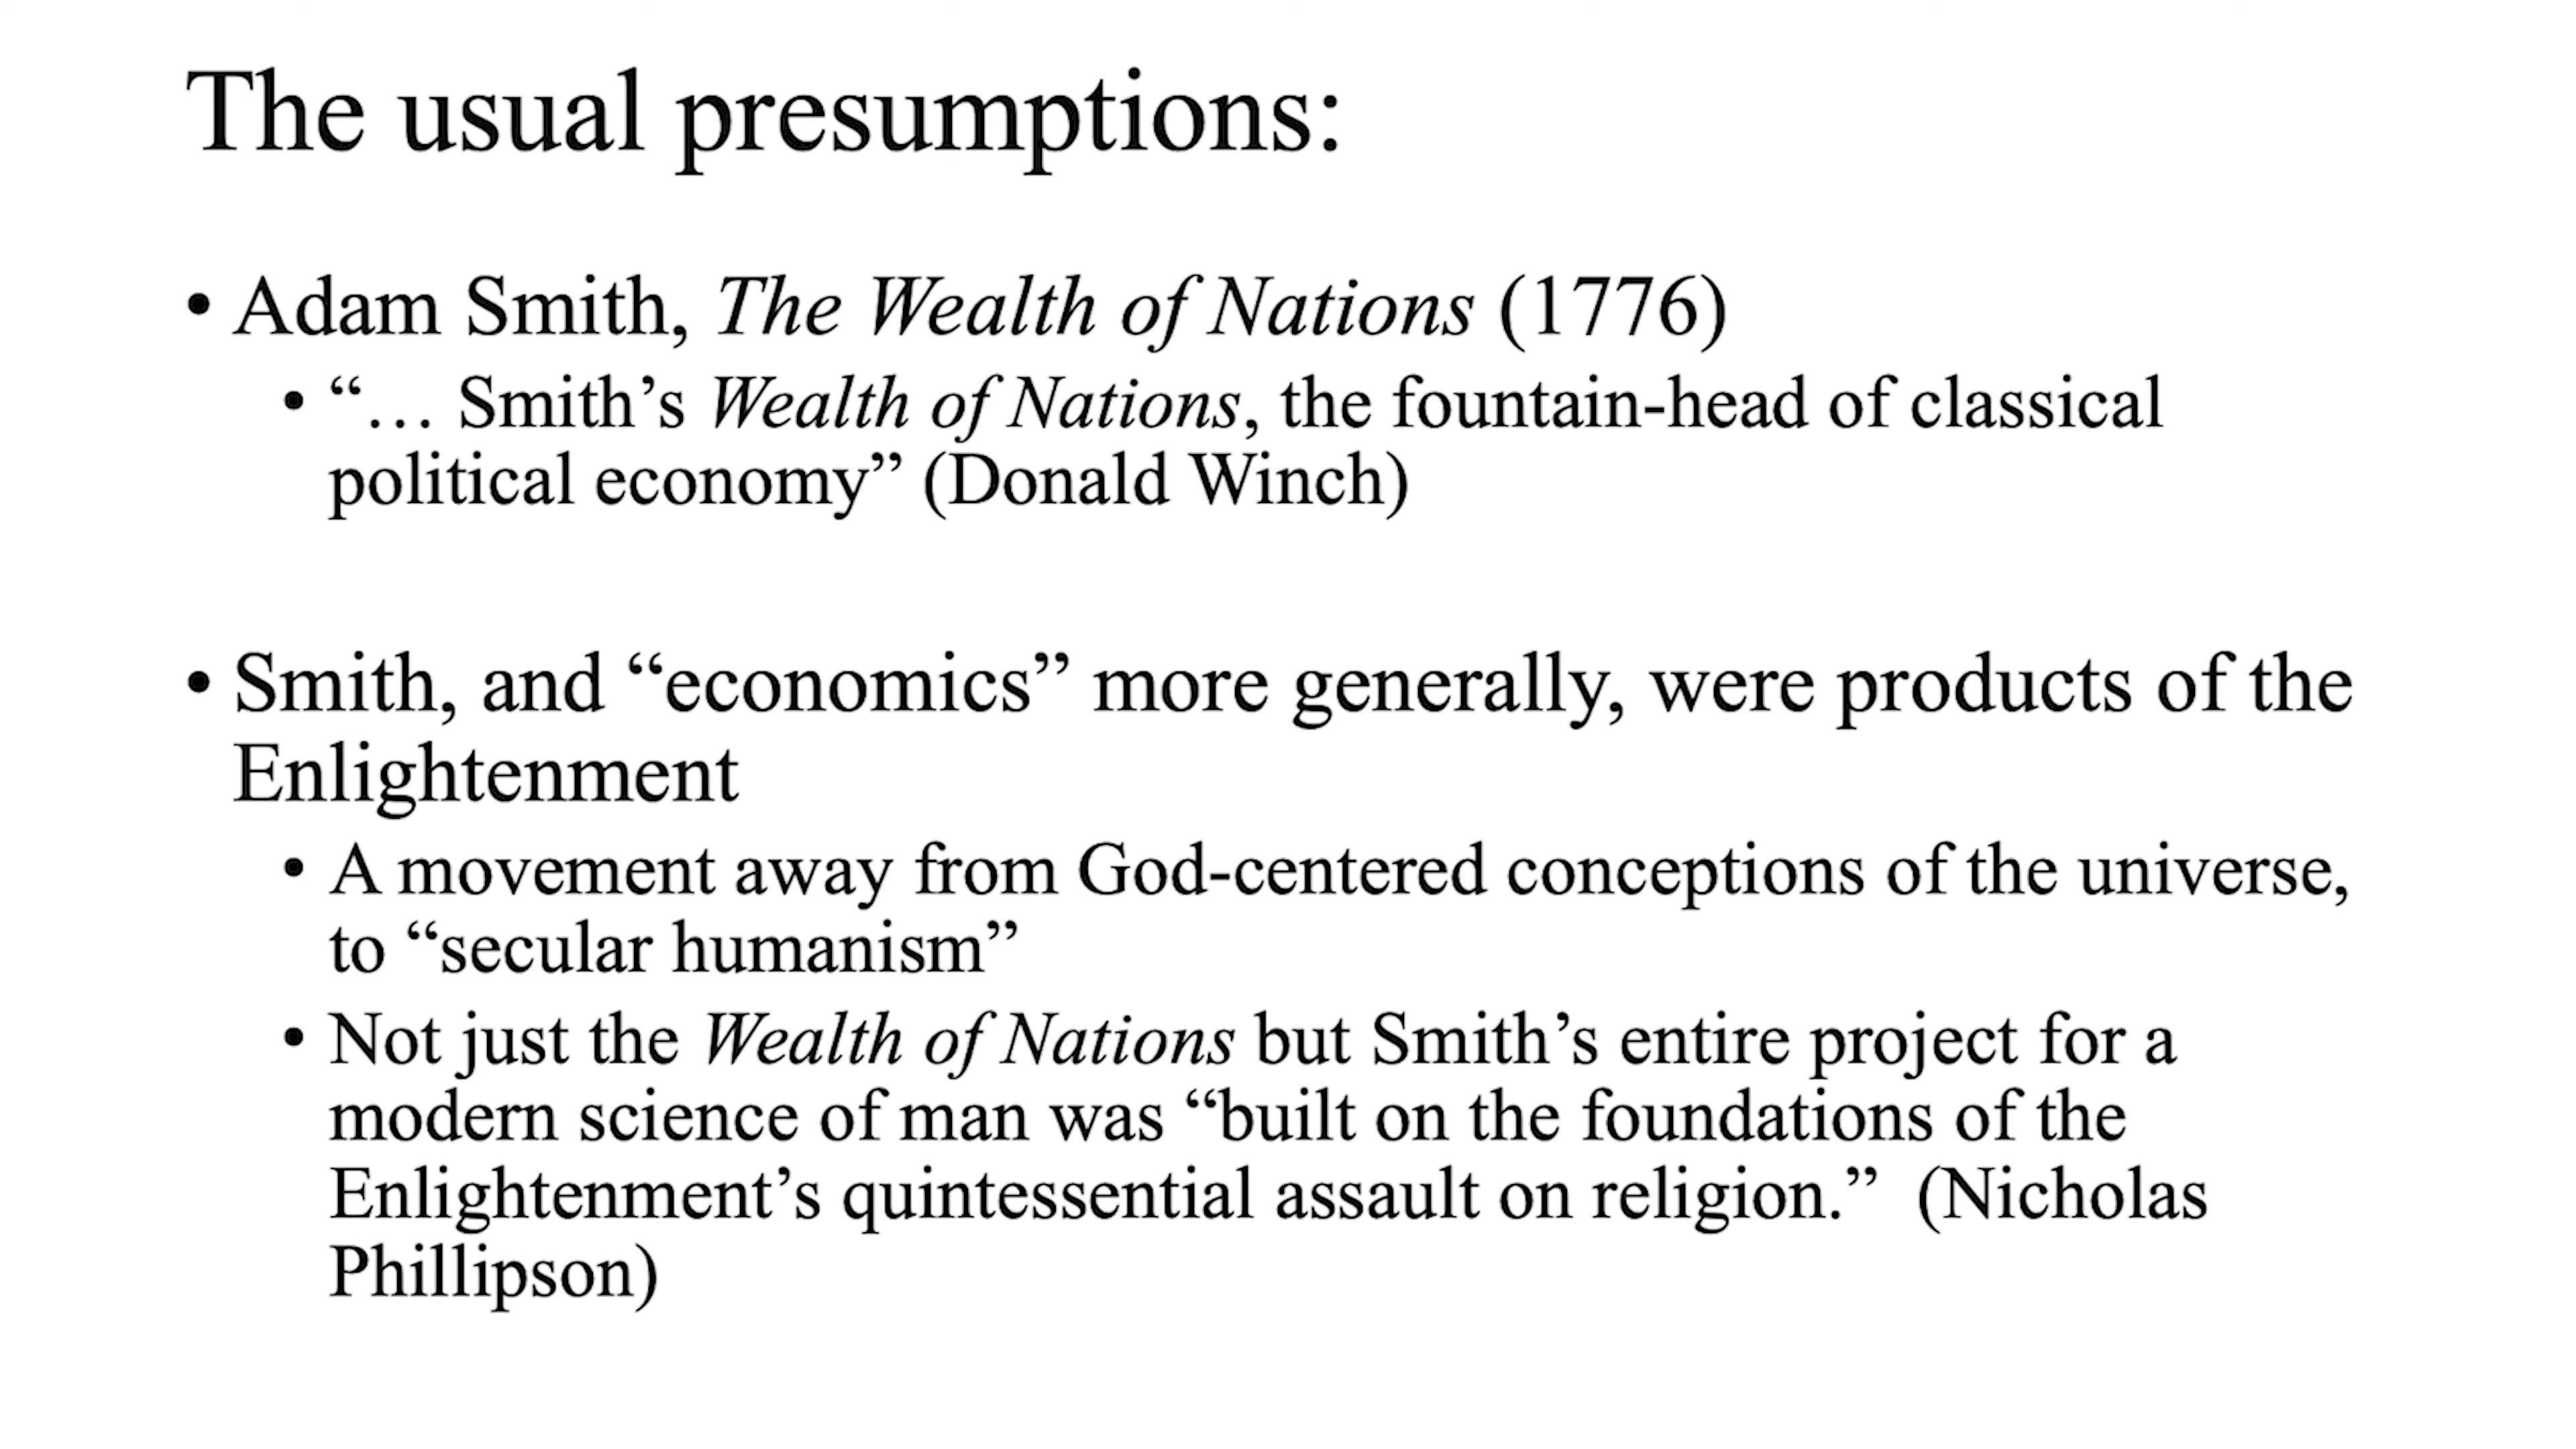 The usual presumptions:
• Adam Smith, The Wealth of Nations (1776)
• “… Smith’s Wealth of Nations, the fountain-head of classical
political economy” (Donald Winch)
• Smith, and “economics” more generally, were products of the
Enlightenment
• A movement away from God-centered conceptions of the universe,
to “secular humanism”
• Not just the Wealth of Nations but Smith’s entire project for a
modern science of man was “built on the foundations of the
Enlightenment’s quintessential assault on religion.” (Nicholas
Phillipson)